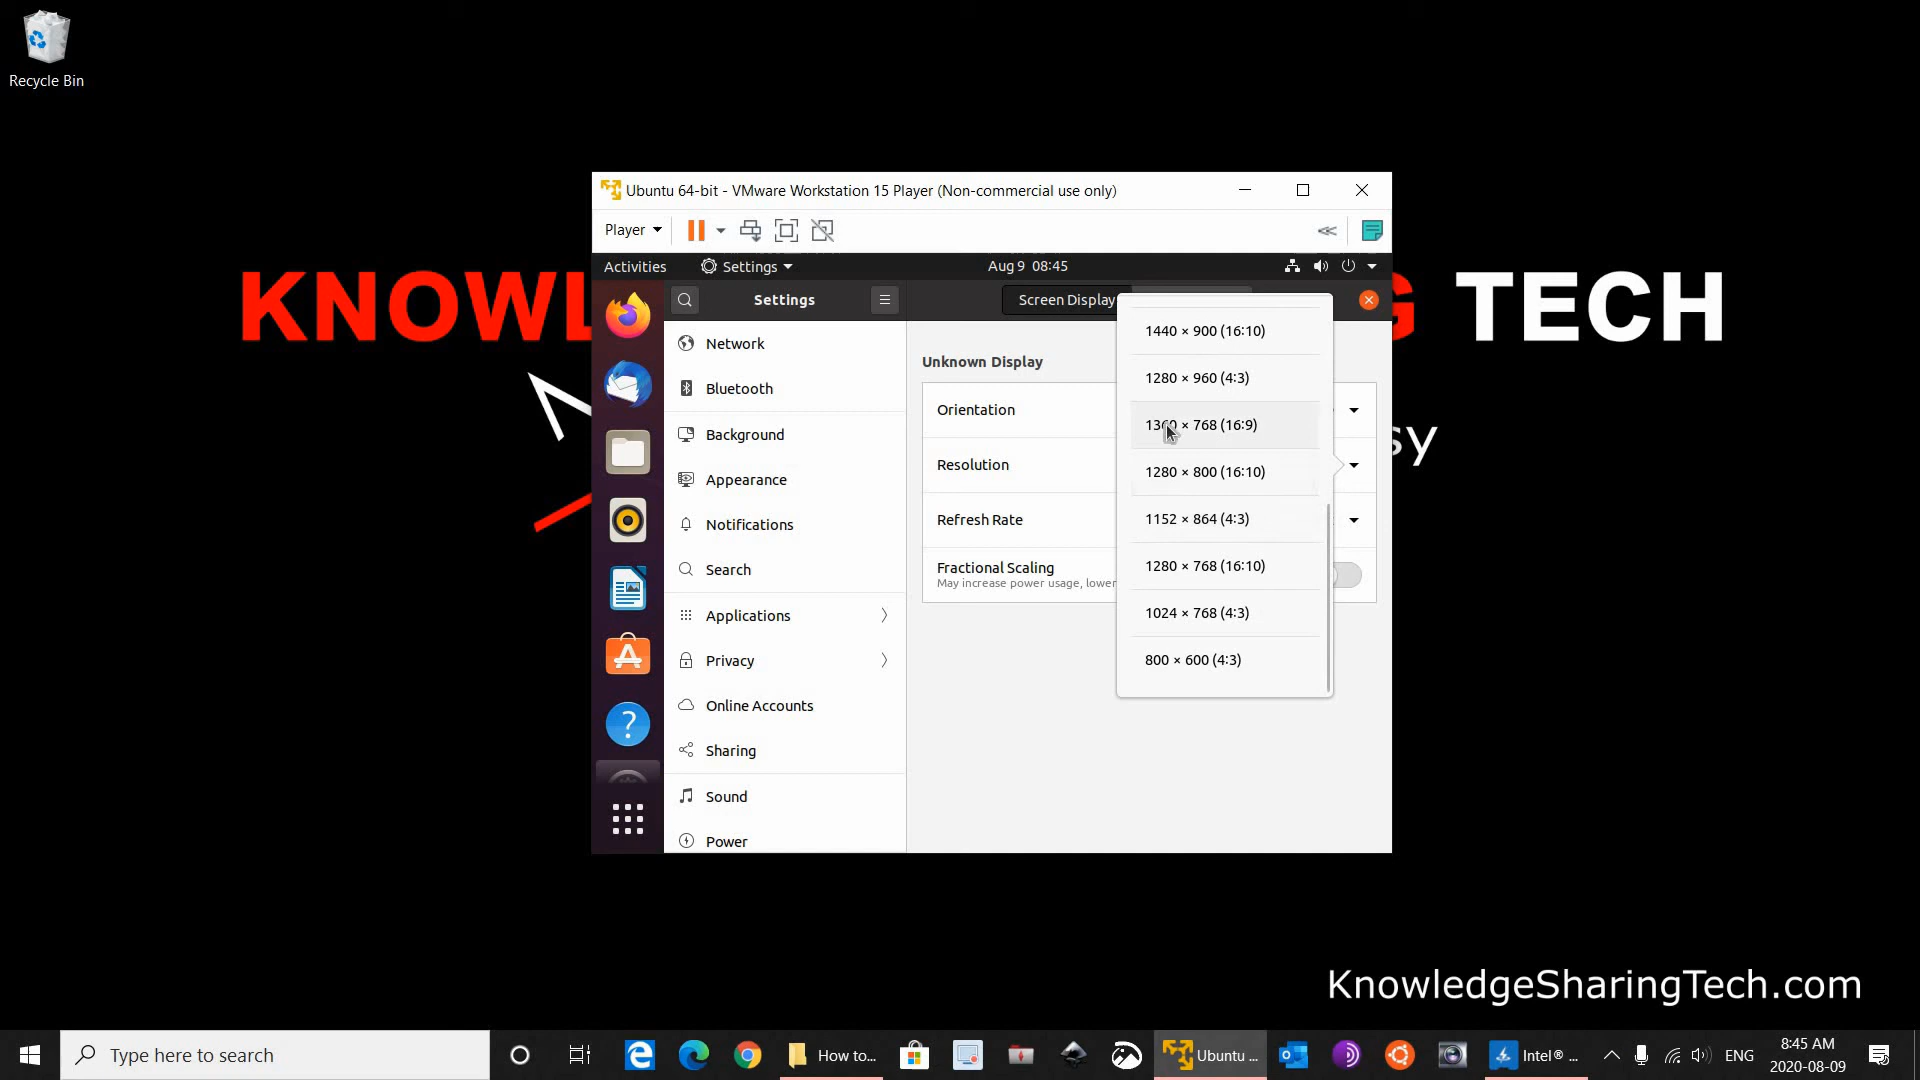 Recycle Bin
KNOWL
G TECH
sy
Ubuntu 64-bit - VMware Workstation 15 Player (Non-commercial use only)
Player
Activities
Settings
Aug 9 08:45
Settings
Screen Display
Network
Bluetooth
Background
Appearance
Notifications
Search
Applications
Privacy
Online Accounts
Sharing
Sound
Power
Unknown Display
Orientation
Resolution
Refresh Rate
Fractional Scaling
May increase power usage, lower
1440 × 900 (16:10)
1280 × 960 (4:3)
1360 × 768 (16:9)
1280 × 800 (16:10)
1152 × 864 (4:3)
1280 × 768 (16:10)
1024 × 768 (4:3)
800 × 600 (4:3)
KnowledgeSharingTech.com
Type here to search
How to...
Ubuntu ...
Intel® ...
ENG
8:45 AM
2020-08-09